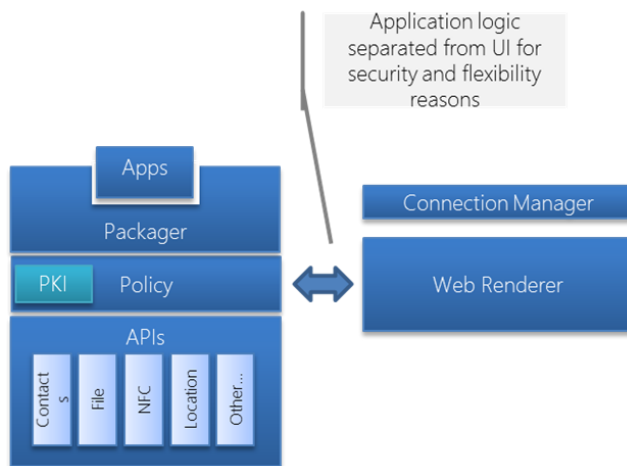 Application logic
separated from UI for
security and flexibility
reasons
Apps
Packager
Connection Manager
PKI
Policy
Web Renderer
APIs
Contact
s
File
NFC
Location
Other...